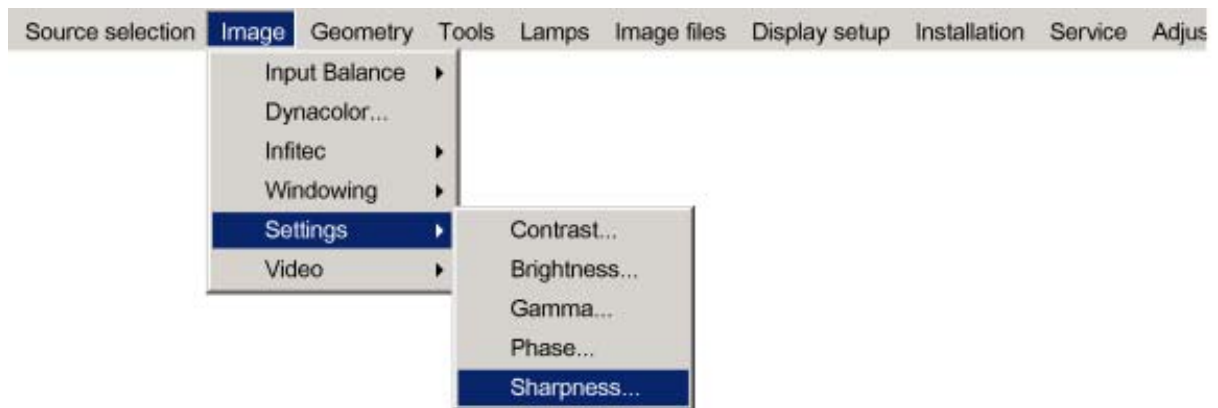 Source selection Image Geometry Tools Lamps Image files Display setup Installation Service Adjus
Input Balance
Dynacolor...
Infitec
Windowing
Settings
Video
Contrast...
Brightness...
Gamma...
Phase...
Sharpness...